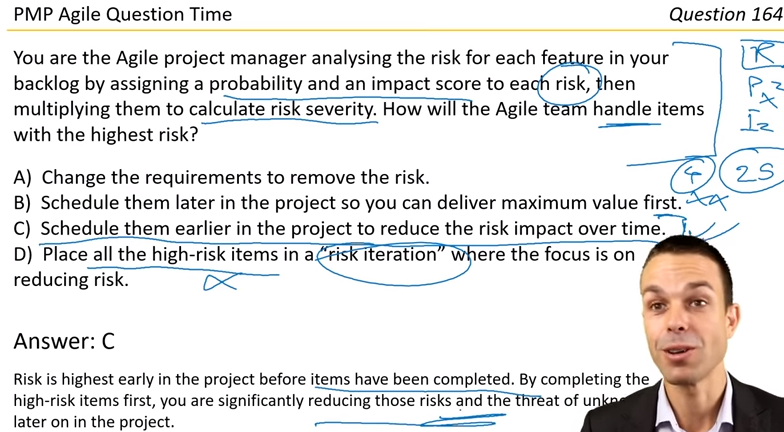 PMP Agile Question Time
Question 164
You are the Agile project manager analysing the risk for each feature in your
backlog by assigning a probability and an impact score to each risk, then
multiplying them to calculate risk severity. How will the Agile team handle items
with the highest risk?
A) Change the requirements to remove the risk.
B) Schedule them later in the project so you can deliver maximum value first.
C) Schedule them earlier in the project to reduce the risk impact over time.
D) Place all the high-risk items in a "risk iteration" where the focus is on
reducing risk.
Answer: C
Risk is highest early in the project before items have been completed. By completing the
high-risk items first, you are significantly reducing those risks and the threat of
later on in the project.
R
P 2
x
I 2
4
25